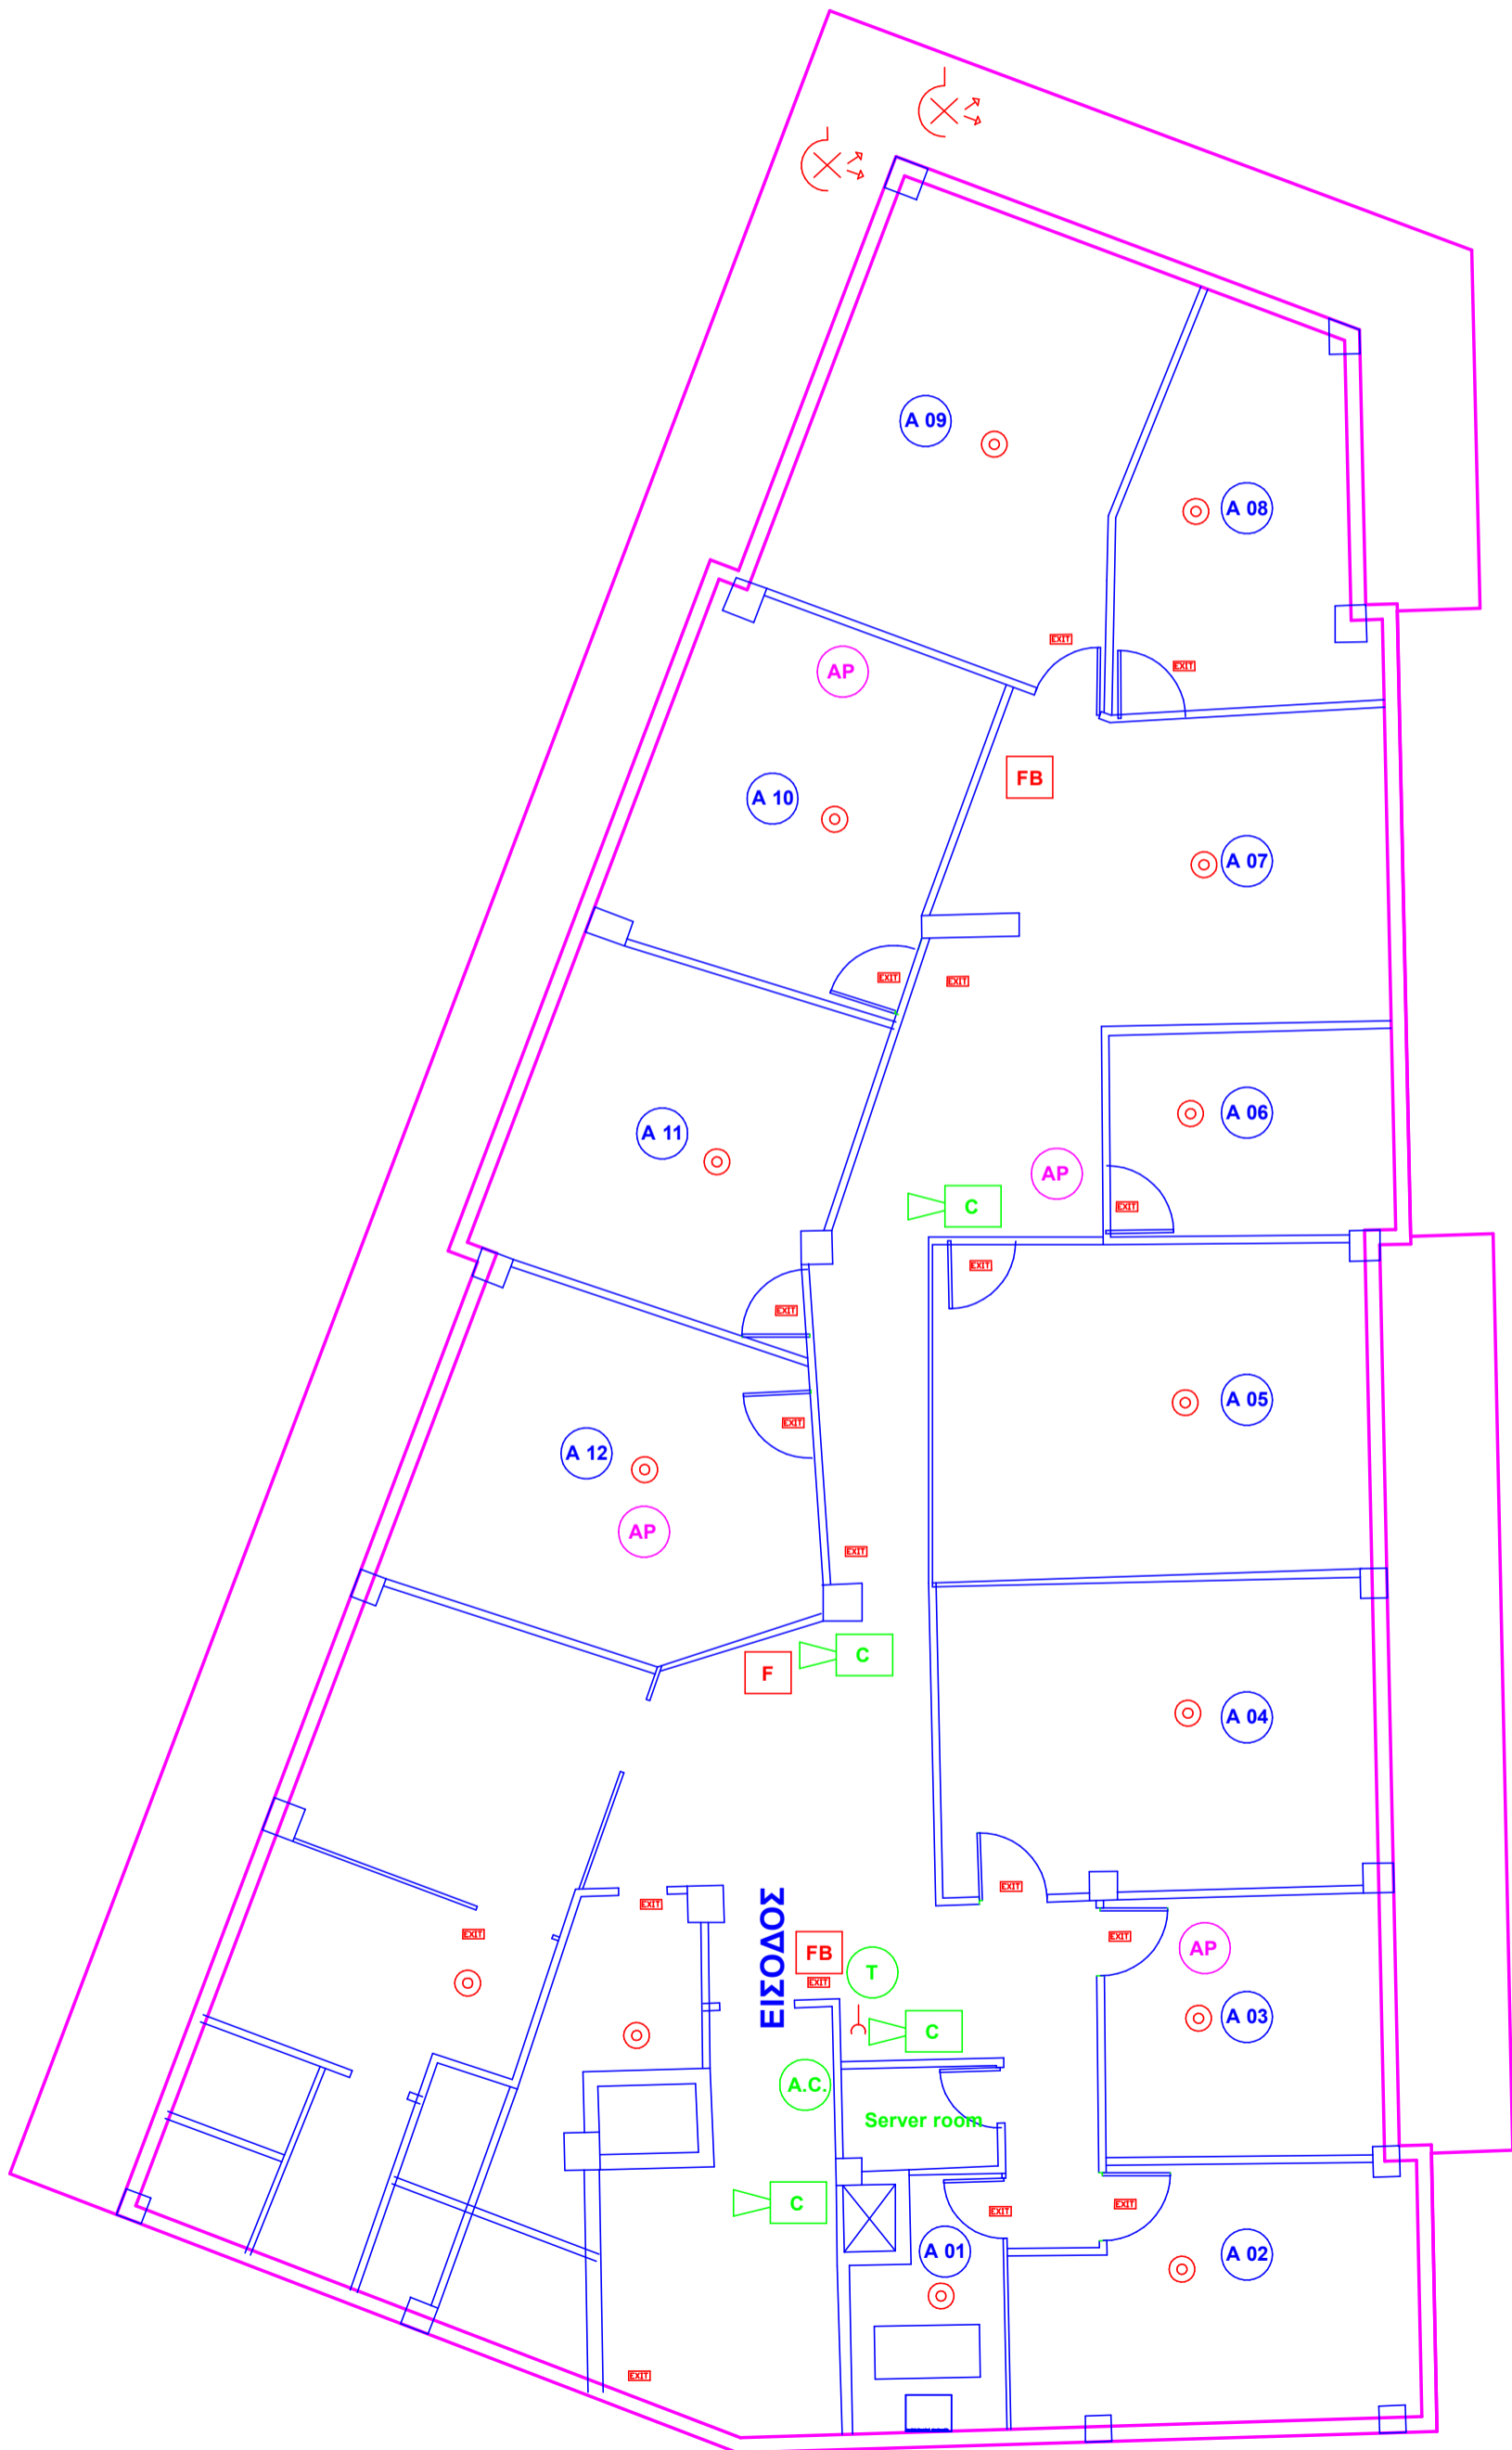 A 09
A 08
EXIT
EXIT
AP
FB
A 10
A 07
EXIT
EXIT
A 06
A 11
AP
C
EXIT
EXIT
EXIT
A 05
EXIT
A 12
AP
EXIT
C
F
A 04
EXIT
EXIT
ΕΙΣΟΔΟΣ
EXIT
EXIT
AP
FB
T
EXIT
A 03
C
A.C.
Server room
C
EXIT
EXIT
A 01
A 02
EXIT